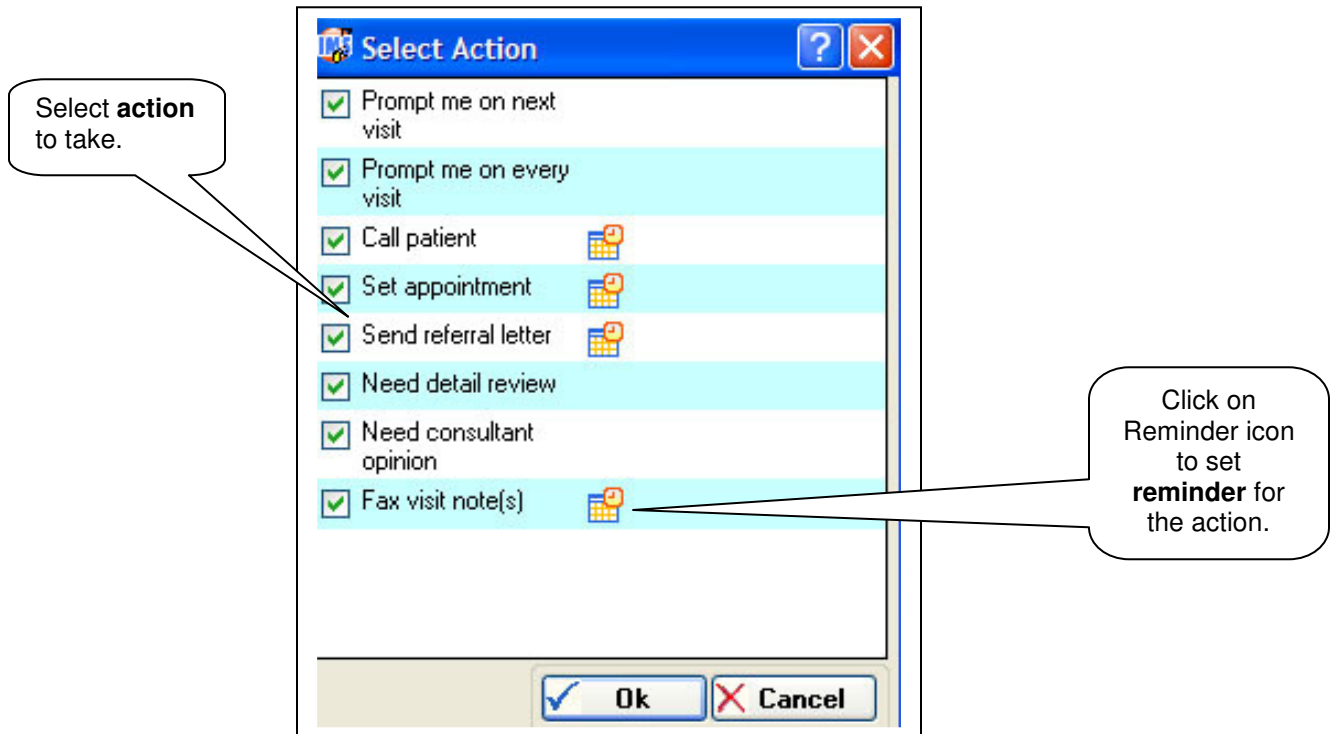 Select Action
Select action
to take.
Prompt me on next
visit
Prompt me on every
visit
Call patient
Set appointment
Send referral letter
Need detail review
Need consultant
opinion
Fax visit note(s)
Click on
Reminder icon
to set
reminder for
the action.
Ok
Cancel